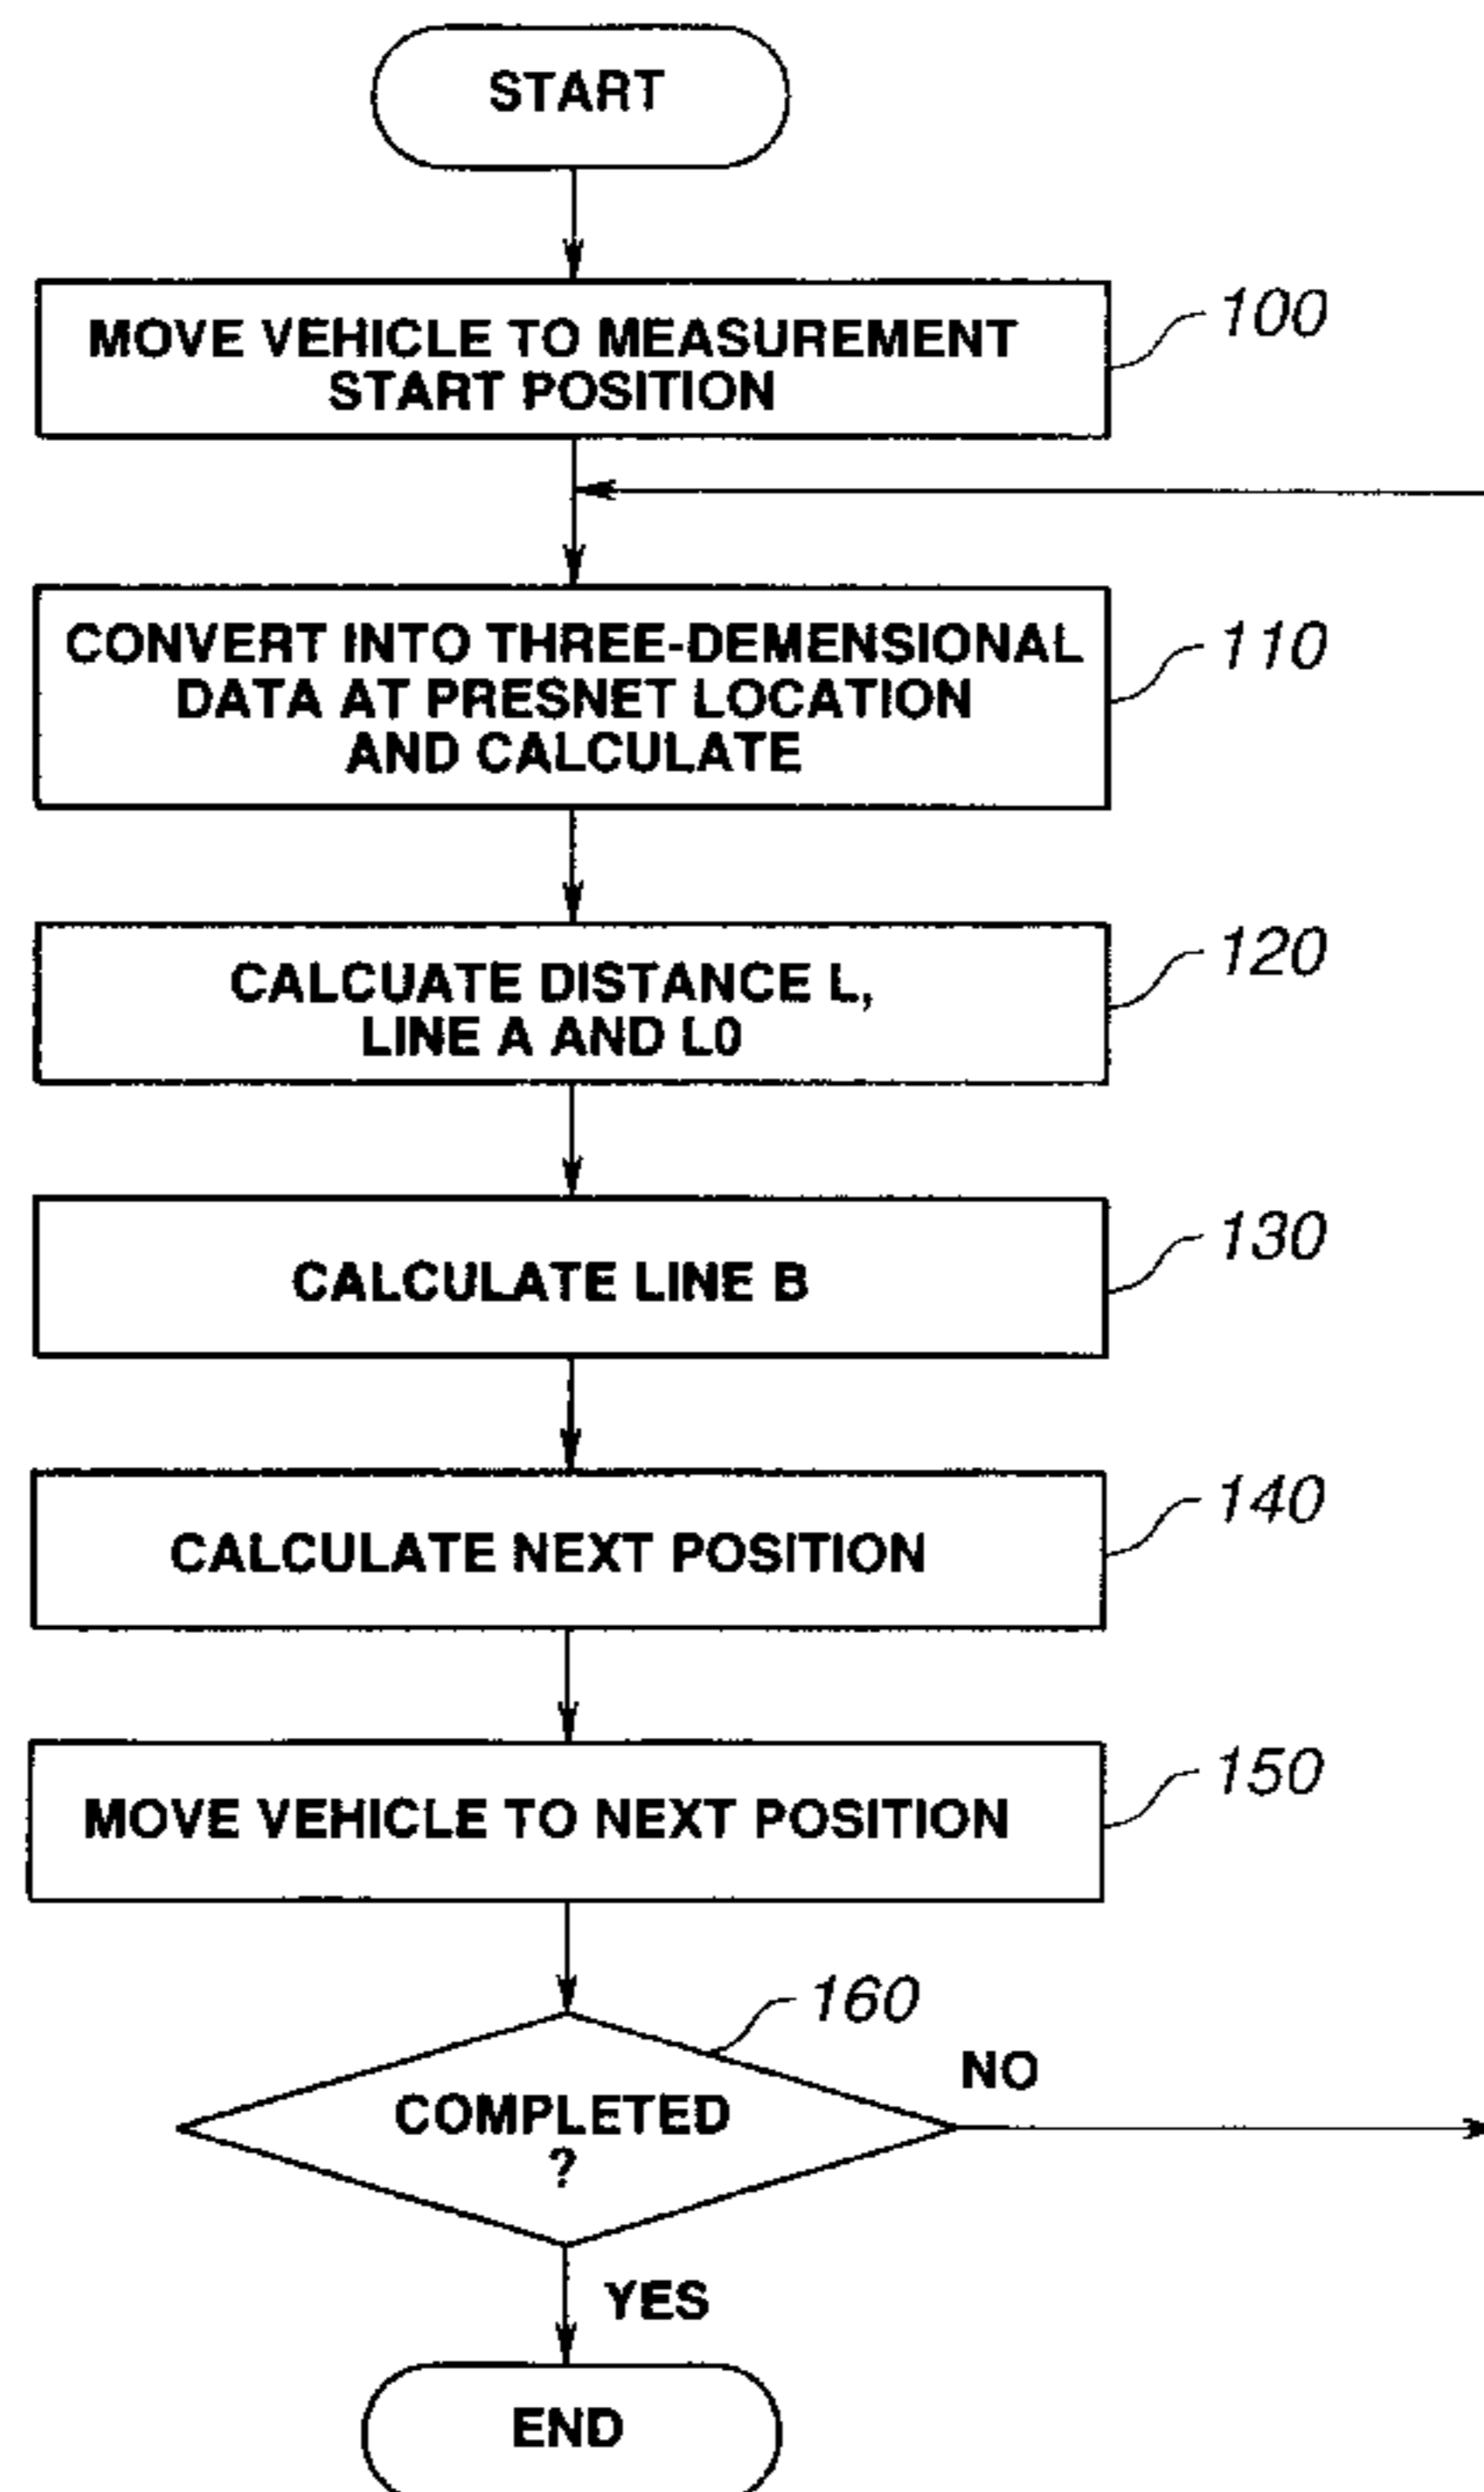 START
MOVE VEHICLE TO MEASUREMENT
START POSITION
100
CONVERT INTO THREE-DEMENSIONAL
DATA AT PRESNET LOCATION
AND CALCULATE
110
CALCUATE DISTANCE L,
LINE A AND L0
120
CALCULATE LINE B
130
CALCULATE NEXT POSITION
140
MOVE VEHICLE TO NEXT POSITION
150
160
COMPLETED
?
NO
YES
END